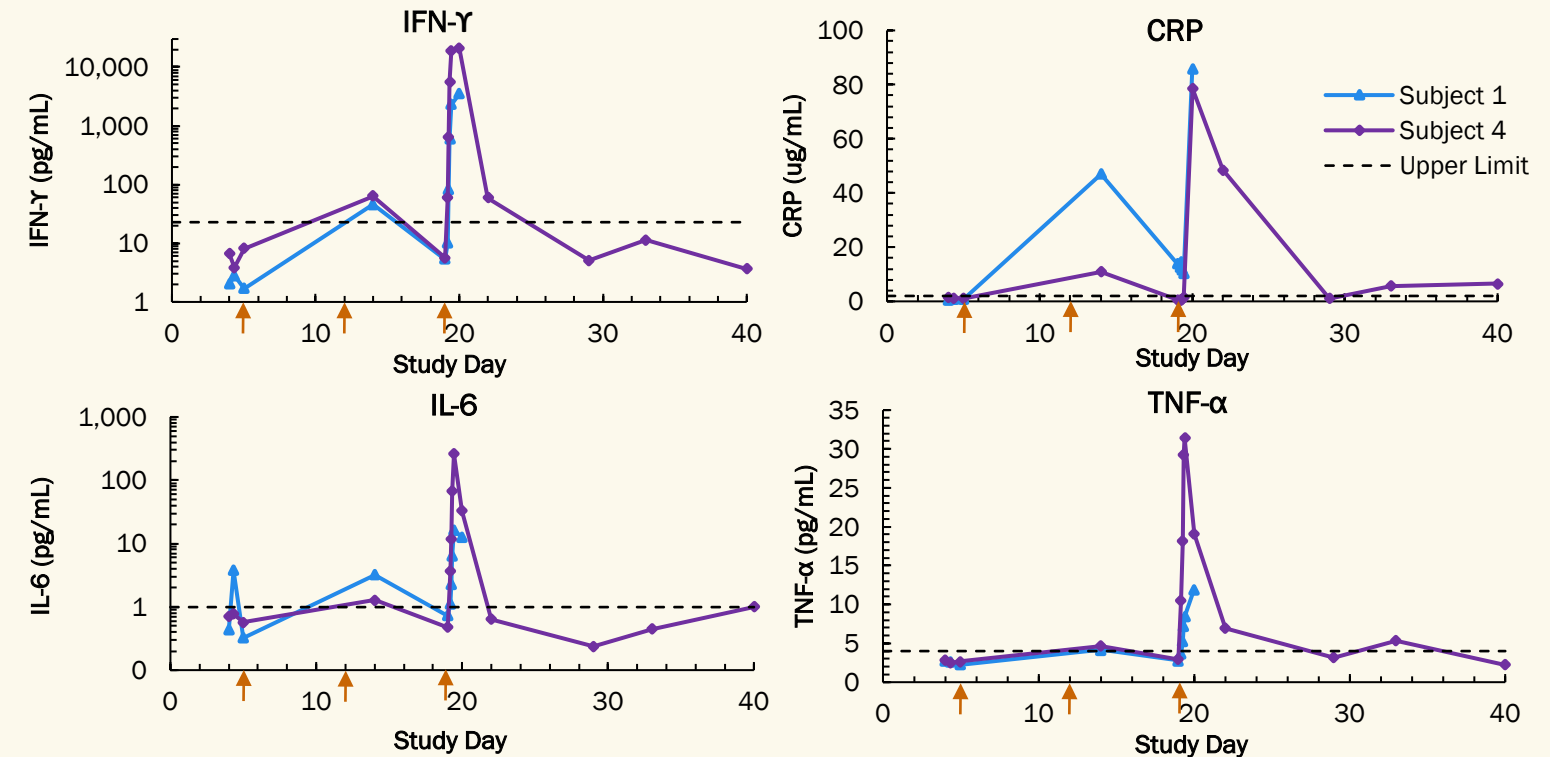 IFN-ϒ
IFN-ϒ (pg/mL)
10,000
1,000
100
10
1
0 10 20 30 40
Study Day
CRP
CRP (ug/mL)
100
80
60
40
20
0
0 10 20 30 40
Study Day
Subject 1
Subject 4
Upper Limit
IL-6
IL-6 (pg/mL)
1,000
100
10
1
0
0 10 20 30 40
Study Day
TNF-α
TNF-α (pg/mL)
35
30
25
20
15
10
5
0
0 10 20 30 40
Study Day